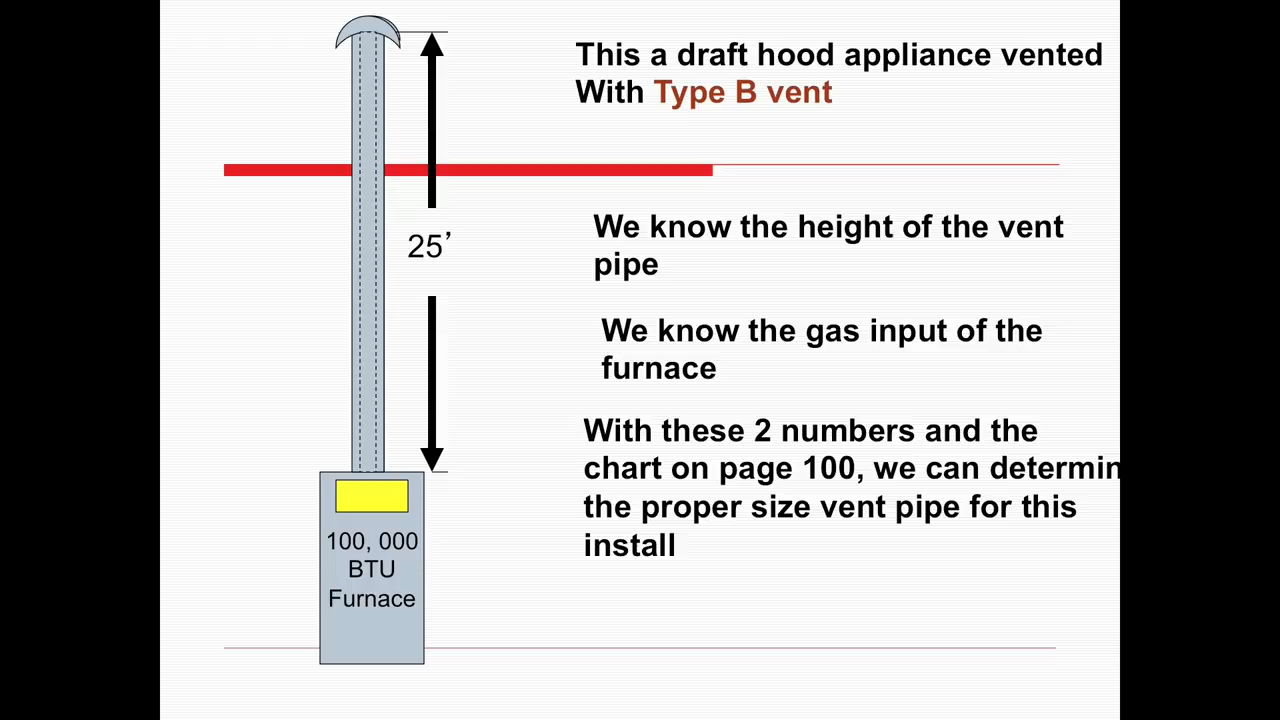 This a draft hood appliance vented
With Type B vent
25’
We know the height of the vent
pipe
We know the gas input of the
furnace
With these 2 numbers and the
chart on page 100, we can determin
the proper size vent pipe for this
install
100, 000
BTU
Furnace